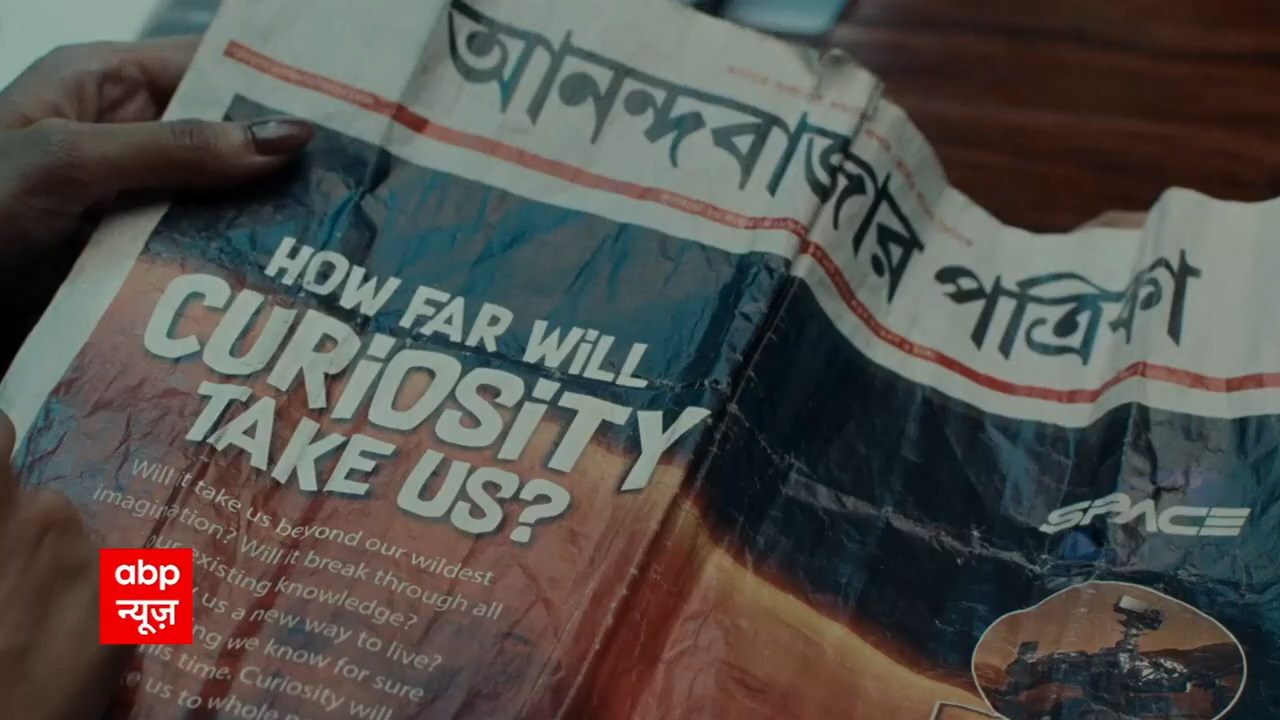 আনন্দবাজার পত্রিকা
HOW FAR WiLL
CURiOSiTY
TAKE US?
Will it take us beyond our wildest
imagination? Will it break through all
our existing knowledge?
us a new way to live?
we know for sure
time. Curiosity will
us to whole
SPACE
abp
न्यूज़